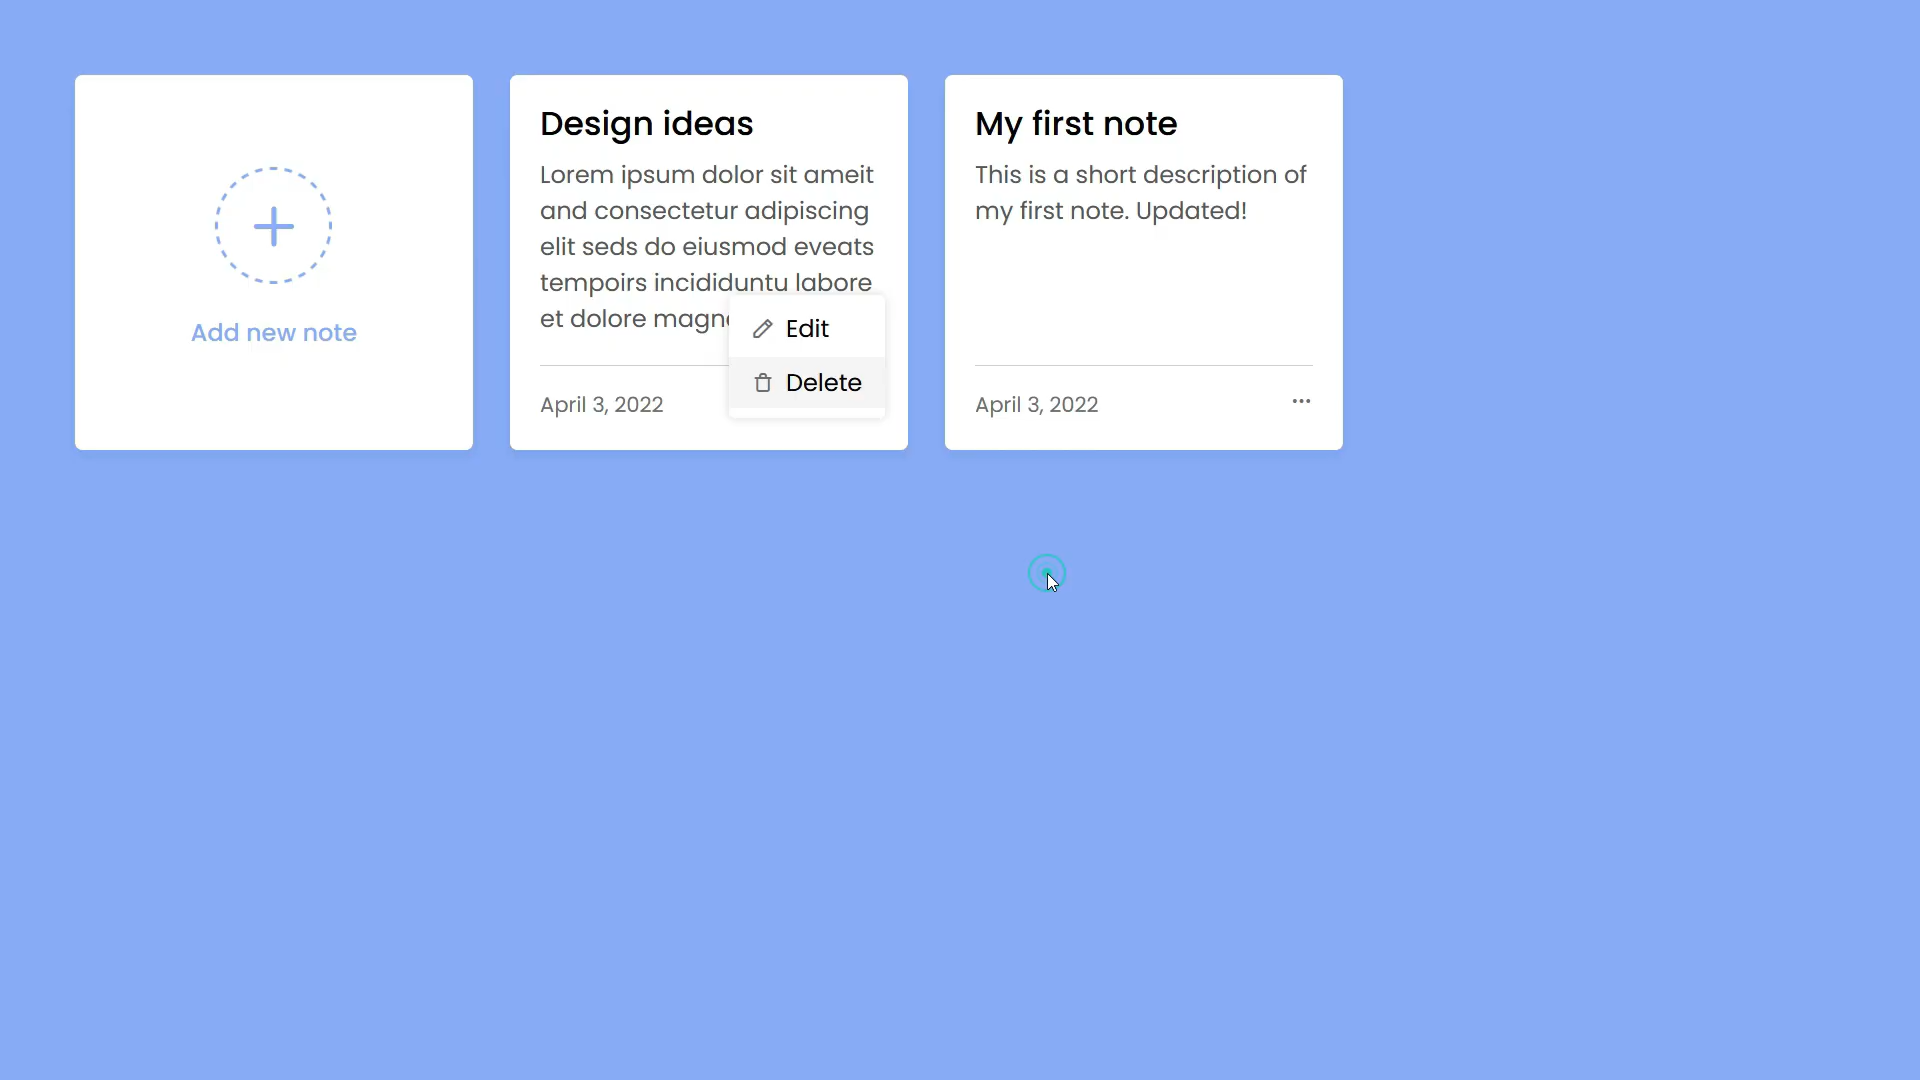 Add new note
Design ideas
Lorem ipsum dolor sit ameit
and consectetur adipiscing
elit seds do eiusmod eveats
tempoirs incididuntu labore
et dolore
Edit
Delete
April 3, 2022
My first note
This is a short description of
my first note. Updated!
April 3, 2022